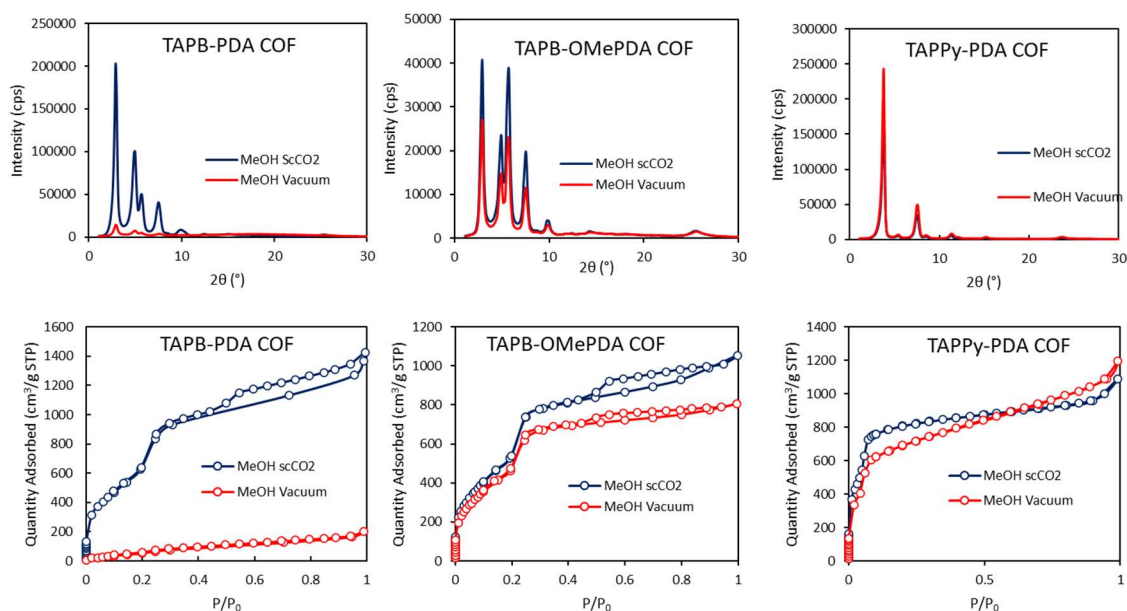 TAPB-PDA COF
Intensity (cps)
250000
200000
150000
100000
50000
0
MeOH ScCO2
MeOH Vacuum
0
10
20
30
2θ (°)
TAPB-OMePDA COF
Intensity (cps)
50000
40000
30000
20000
10000
0
MeOH ScCO2
MeOH Vacuum
0
10
20
30
2θ (°)
TAPPy-PDA COF
Intensity (cps)
300000
250000
200000
150000
100000
50000
0
MeOH scCO2
MeOH Vacuum
0
10
20
30
2θ (°)
TAPB-PDA COF
Quantity Adsorbed (cm³/g STP)
1600
1400
1200
1000
800
600
400
200
0
MeOH scCO2
MeOH Vacuum
0
0.2
0.4
0.6
0.8
1
P/P₀
TAPB-OMePDA COF
Quantity Adsorbed (cm³/g STP)
1200
1000
800
600
400
200
0
MeOH scCO2
MeOH Vacuum
0
0.2
0.4
0.6
0.8
1
P/P₀
TAPPy-PDA COF
Quantity Adsorbed (cm³/g STP)
1400
1200
1000
800
600
400
200
0
MeOH scCO2
MeOH Vacuum
0
0.5
1
P/P₀